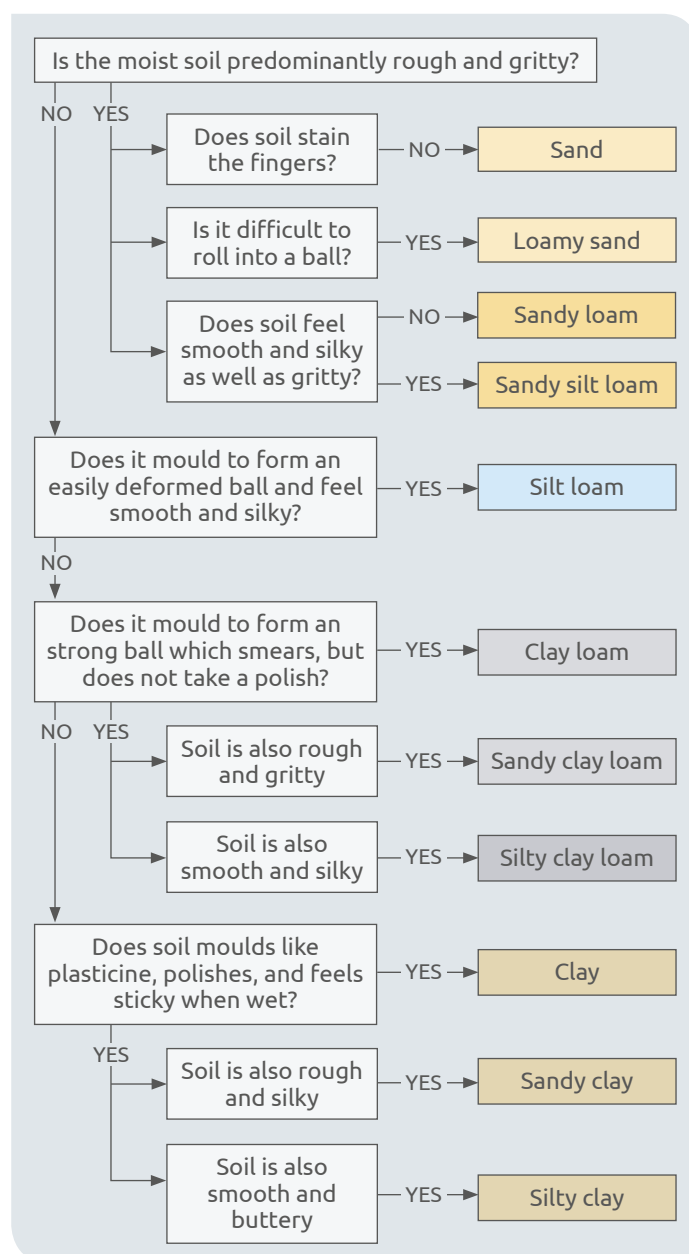 Is the moist soil predominantly rough and gritty?
NO
YES
Does soil stain
the fingers?
NO
Sand
Is it difficult to
roll into a ball?
YES
Loamy sand
Does soil feel
smooth and silky
as well as gritty?
NO
Sandy loam
YES
Sandy silt loam
Does it mould to form an
easily deformed ball and feel
smooth and silky?
YES
Silt loam
NO
Does it mould to form an
strong ball which smears, but
does not take a polish?
YES
Clay loam
NO
YES
Soil is also rough
and gritty
YES
Sandy clay loam
Soil is also
smooth and silky
YES
Silty clay loam
Does soil moulds like
plasticine, polishes, and feels
sticky when wet?
YES
Clay
YES
Soil is also rough
and silky
YES
Sandy clay
Soil is also
smooth and
buttery
YES
Silty clay